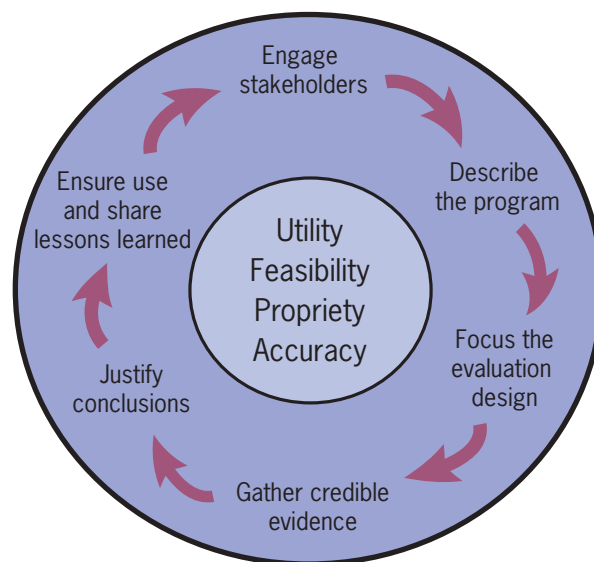 Engage
stakeholders
Describe
the program
Focus the
evaluation
design
Gather credible
evidence
Justify
conclusions
Ensure use
and share
lessons learned
Utility
Feasibility
Propriety
Accuracy